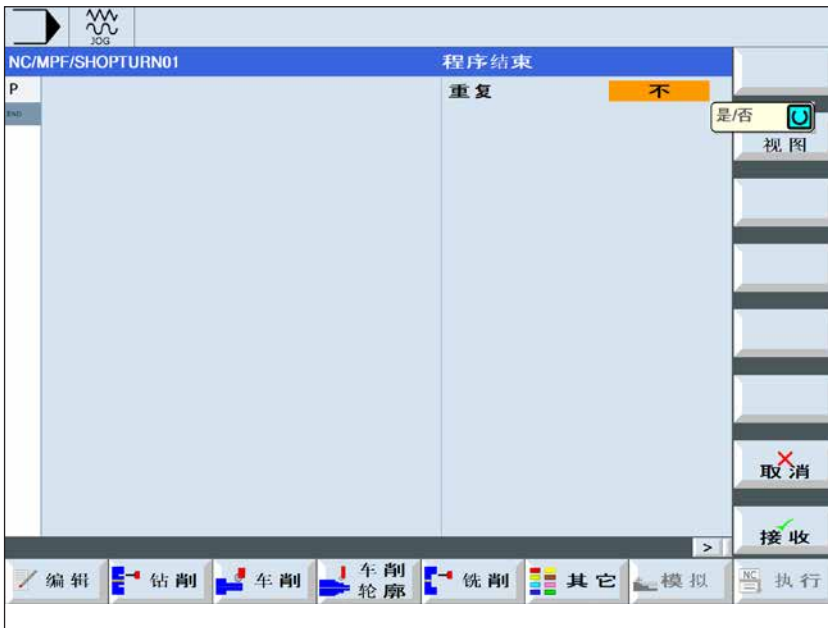 JOG
NC/MPF/SHOPTURN01
程序结束
P
重复 不
END
是/否
视图
取消
接收
>
编辑
钻削
车削
车削
轮廓
铣削
其它
模拟
NC
执行